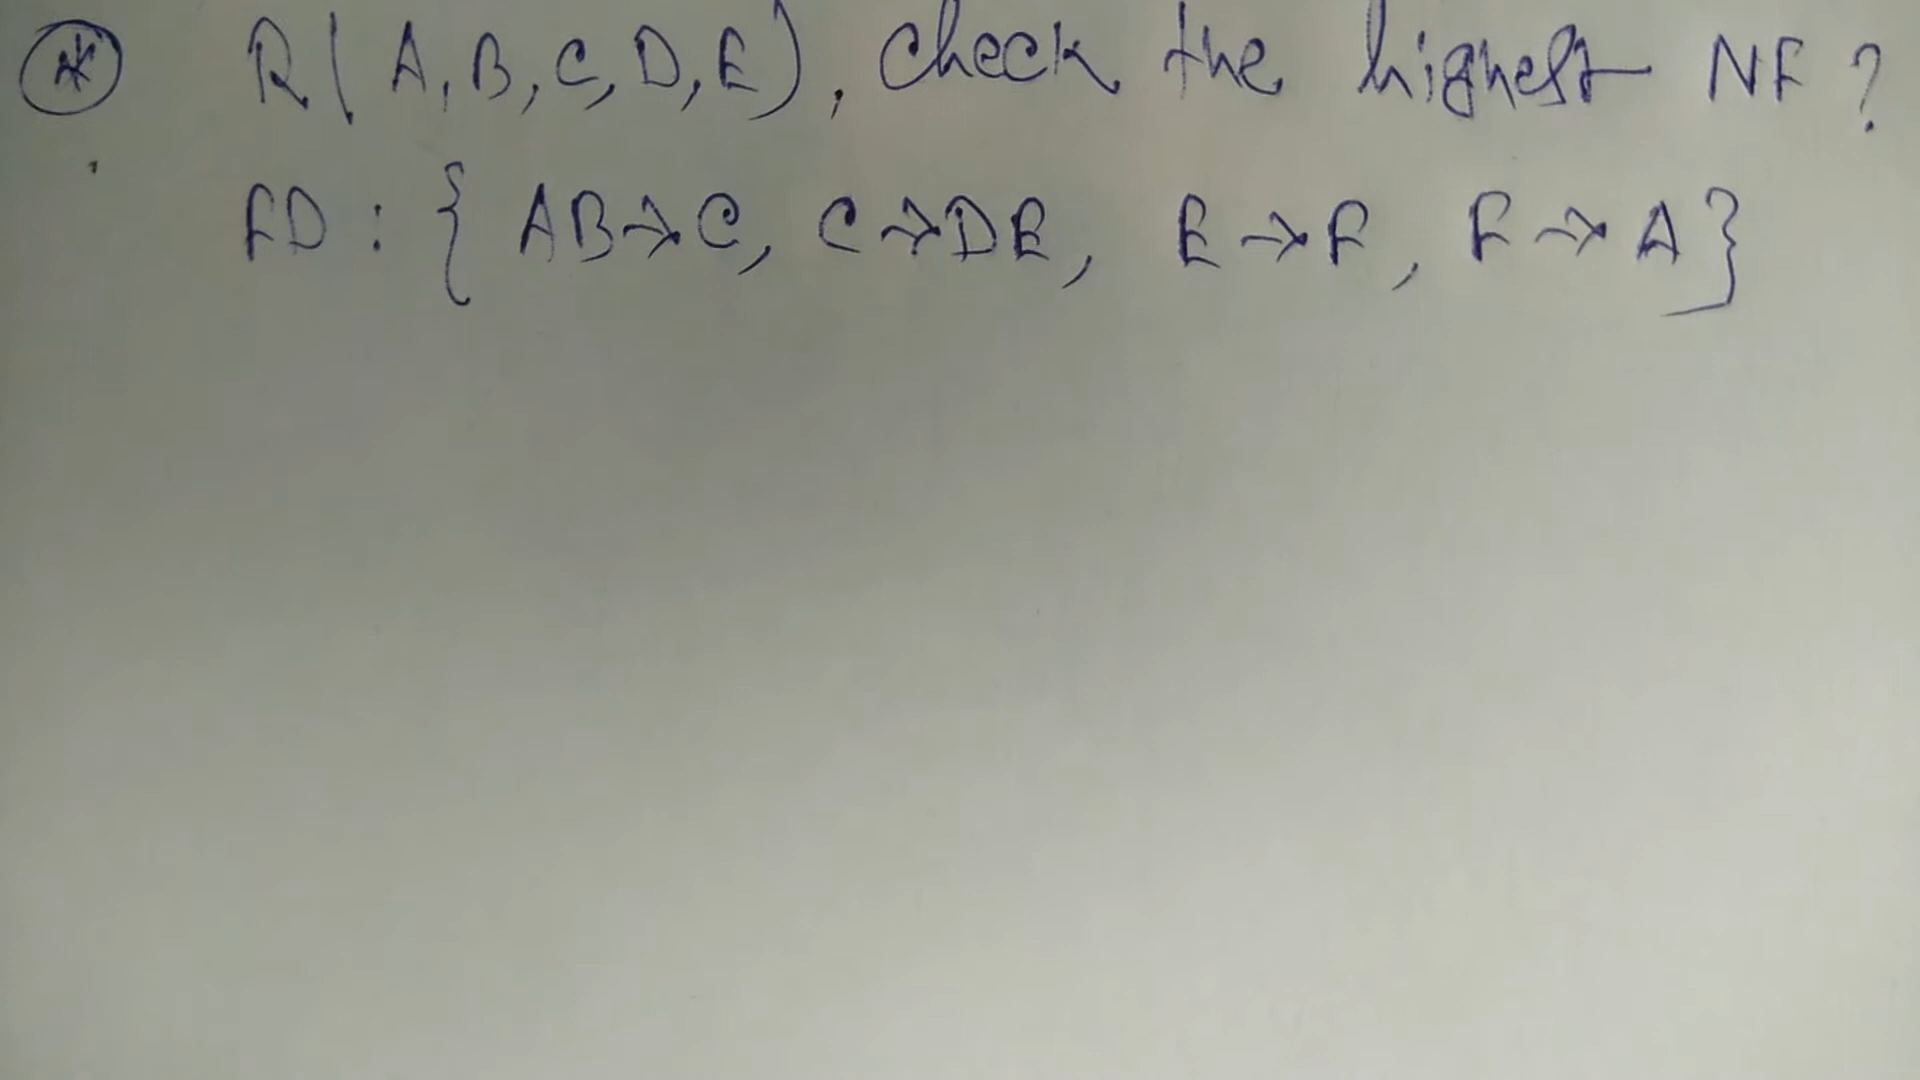 * R(A,B,C,D,E), Check the highest NF?
FD: { AB→C, C→DE, E→F, F→A}